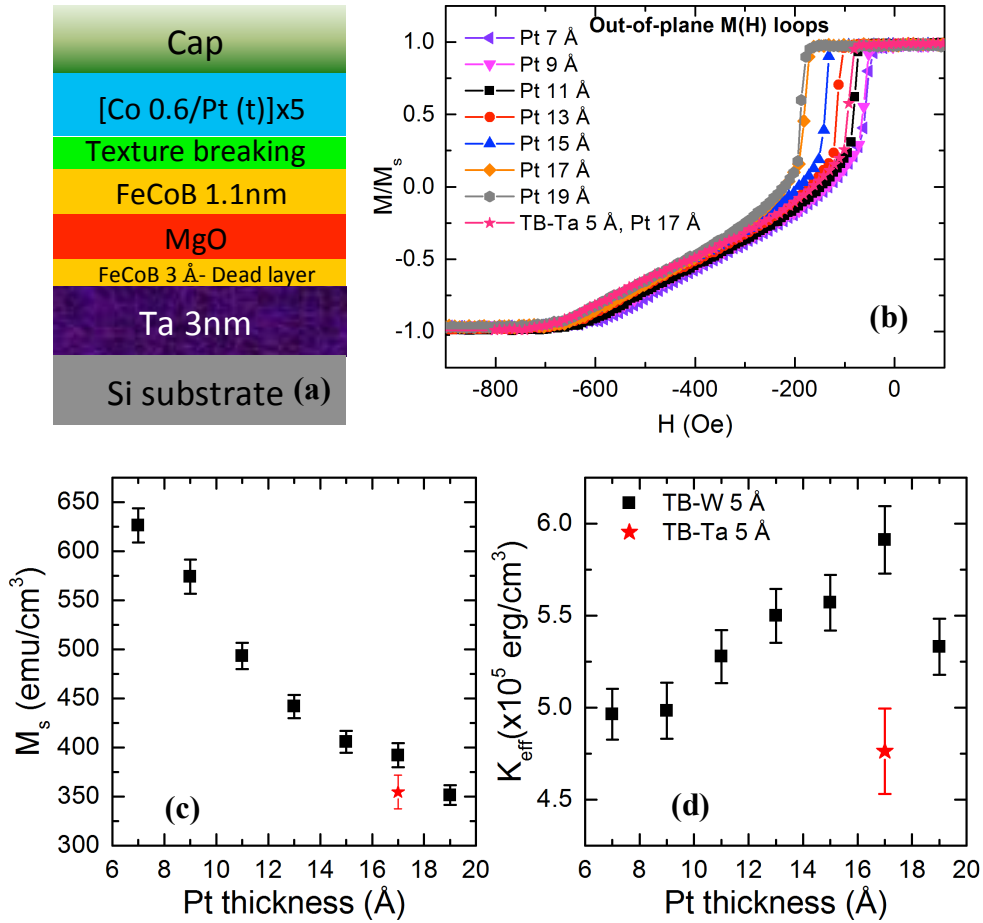 Cap
[Co 0.6/Pt (t)]x5
Texture breaking
FeCoB 1.1nm
MgO
FeCoB 3 Å- Dead layer
Ta 3nm
Si substrate (a)
Out-of-plane M(H) loops
Pt 7 Å
Pt 9 Å
Pt 11 Å
Pt 13 Å
Pt 15 Å
Pt 17 Å
Pt 19 Å
TB-Ta 5 Å, Pt 17 Å
1.0
0.5
0.0
-0.5
-1.0
M/Ms
(b)
-800 -600 -400 -200 0
H (Oe)
650
600
550
500
450
400
350
300
Ms (emu/cm³)
(c)
6 8 10 12 14 16 18 20
Pt thickness (Å)
TB-W 5 Å
TB-Ta 5 Å
6.0
5.5
5.0
4.5
Keff(x10⁵ erg/cm³)
(d)
6 8 10 12 14 16 18 20
Pt thickness (Å)